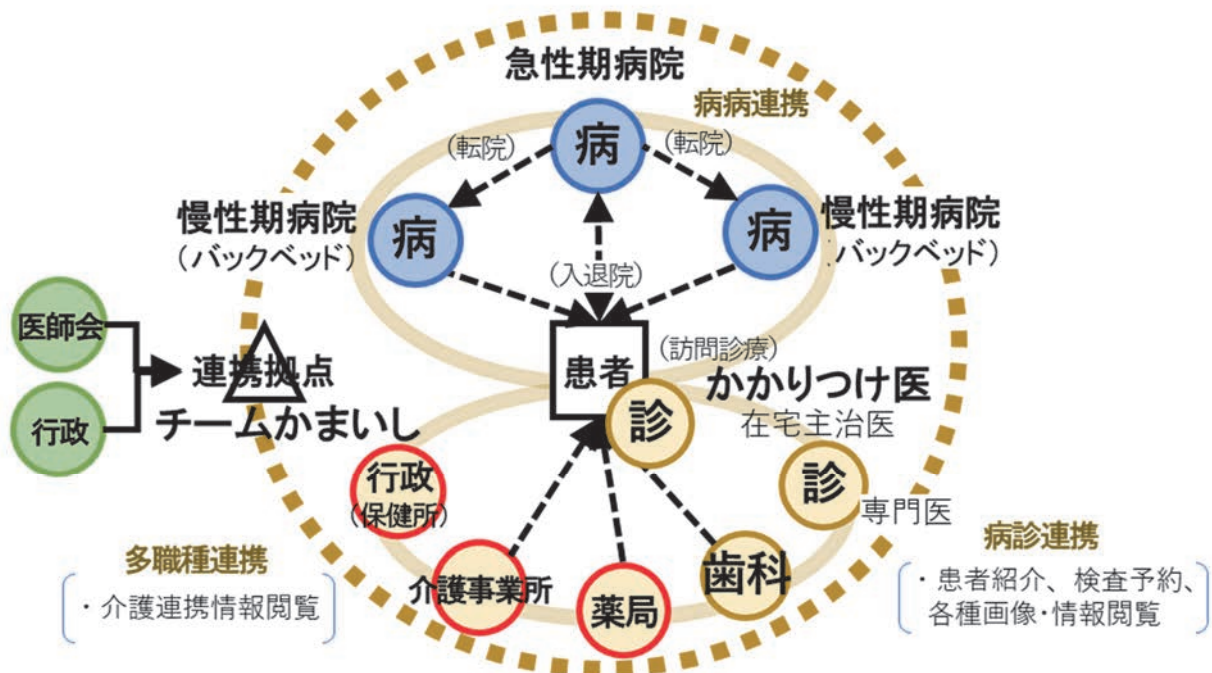 急性期病院
病病連携
病
(転院)
(転院)
慢性期病院
(バックベッド)
病
病
慢性期病院
(バックベッド)
(入退院)
医師会
行政
連携拠点
チームかまいし
患者
(訪問診療)
かかりつけ医
在宅主治医
診
診
専門医
行政
(保健所)
介護事業所
薬局
歯科
多職種連携
・介護連携情報閲覧
病診連携
・患者紹介、検査予約、
各種画像・情報閲覧